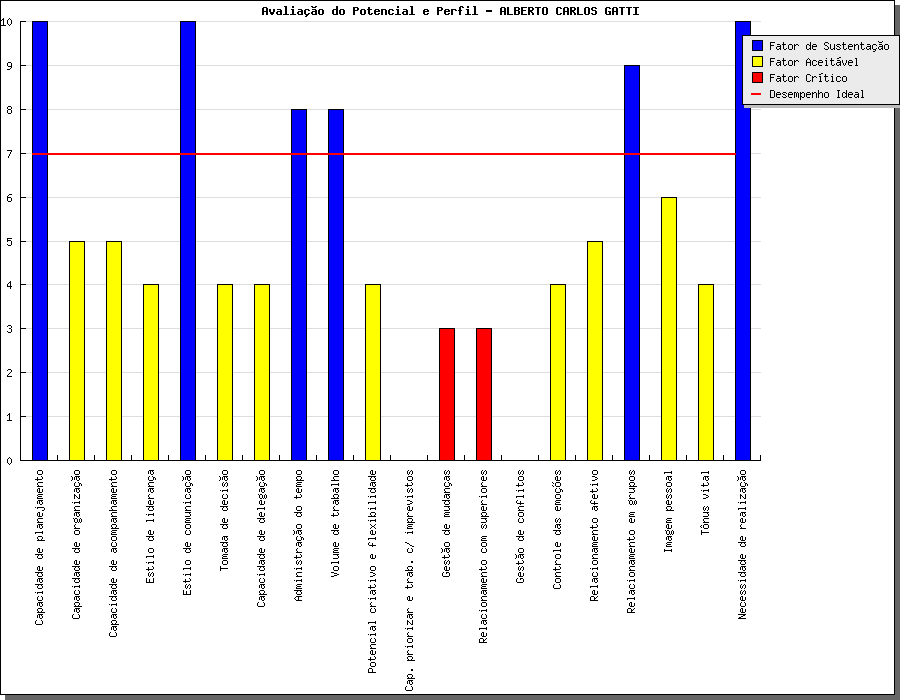 Avaliação do Potencial e Perfil - ALBERTO CARLOS GATTI
Fator de Sustentação
Fator Aceitável
Fator Crítico
Desempenho Ideal
10
9
8
7
6
5
4
3
2
1
0
Capacidade de planejamento
Capacidade de organização
Capacidade de acompanhamento
Estilo de liderança
Estilo de comunicação
Tomada de decisão
Capacidade de delegação
Administração do tempo
Volume de trabalho
Potencial criativo e flexibilidade
Cap. priorizar e trab. c/ imprevistos
Gestão de mudanças
Relacionamento com superiores
Gestão de conflitos
Controle das emoções
Relacionamento afetivo
Relacionamento em grupos
Imagem pessoal
Tônus vital
Necessidade de realização